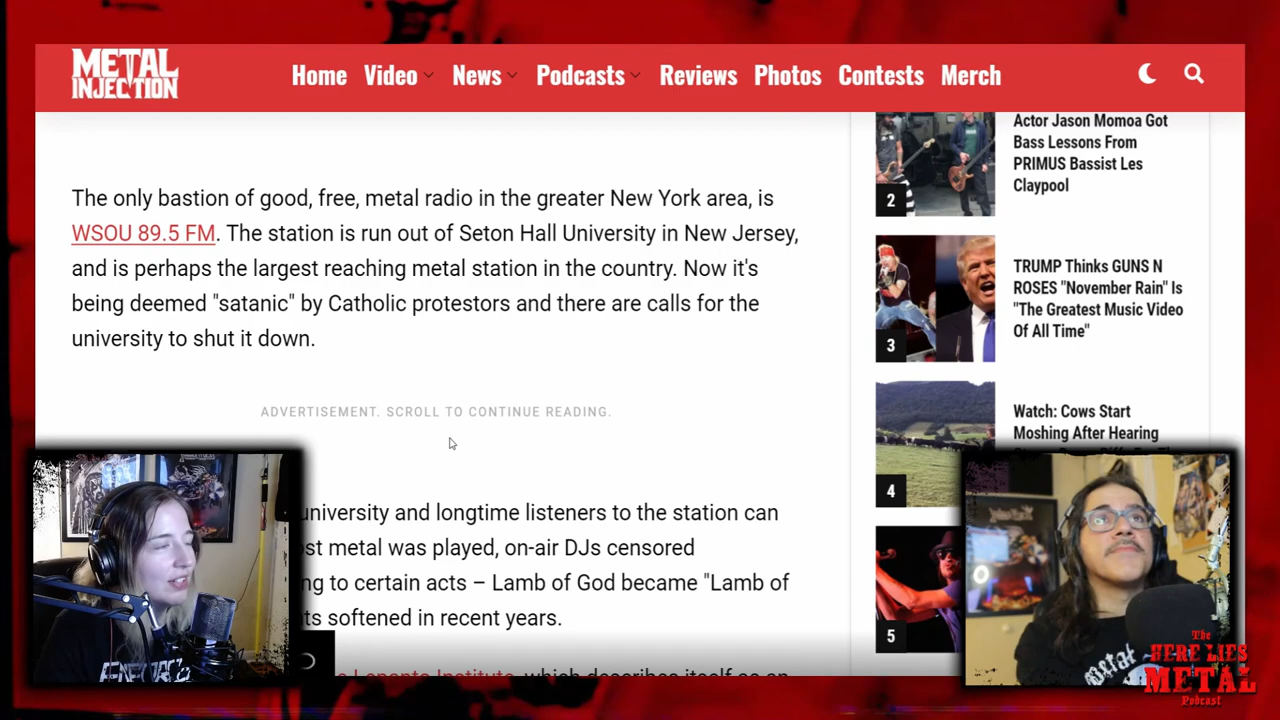 METAL
INJECTION
Home Video News Podcasts Reviews Photos Contests Merch
The only bastion of good, free, metal radio in the greater New York area, is
WSOU 89.5 FM. The station is run out of Seton Hall University in New Jersey,
and is perhaps the largest reaching metal station in the country. Now it's
being deemed "satanic" by Catholic protestors and there are calls for the
university to shut it down.
ADVERTISEMENT. SCROLL TO CONTINUE READING.
university and longtime listeners to the station can
metal was played, on-air DJs censored
to certain acts – Lamb of God became "Lamb of
softened in recent years.
Institute, which describes itself as an
Actor Jason Momoa Got
Bass Lessons From
PRIMUS Bassist Les
Claypool
2
TRUMP Thinks GUNS N
ROSES "November Rain" Is
"The Greatest Music Video
Of All Time"
3
Watch: Cows Start
Moshing After Hearing
4
5
The
HERE LIES
METAL
Podcast